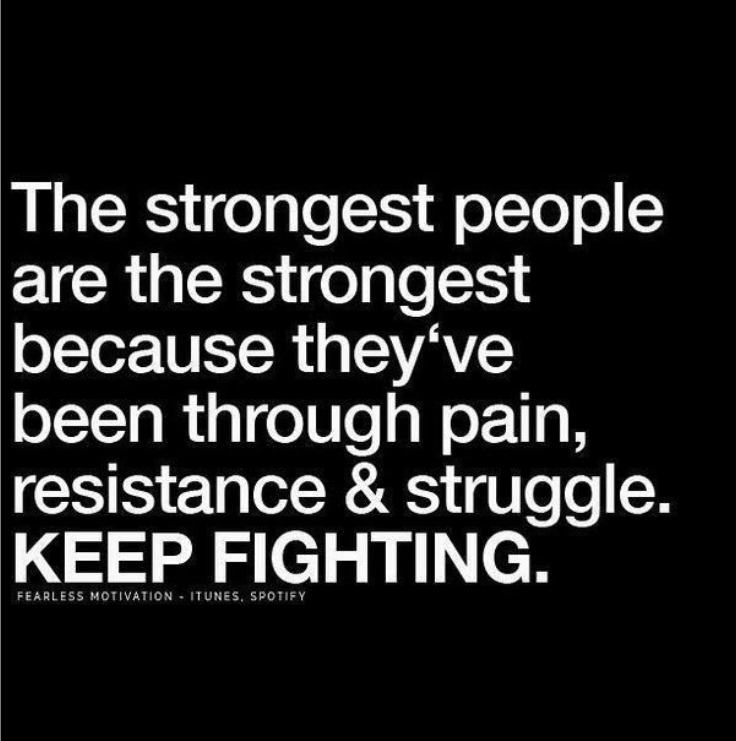 The strongest people
are the strongest
because they‘ve
been through pain,
resistance & struggle.
KEEP FIGHTING.
FEARLESS MOTIVATION - ITUNES, SPOTIFY